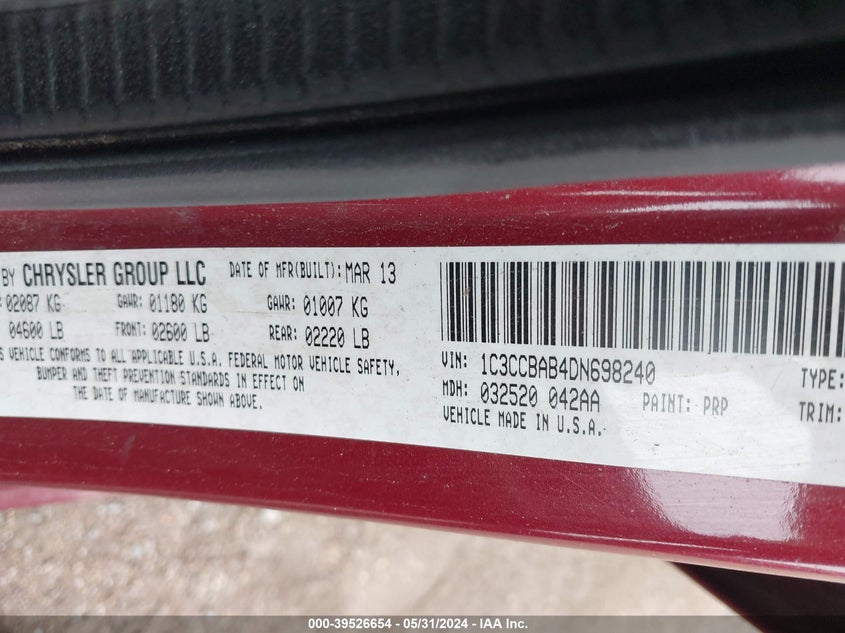 BY CHRYSLER GROUP LLC DATE OF MFR(BUILT): MAR 13
: 02087 KG GAWR: 01180 KG GAWR: 01007 KG
04600 LB FRONT: 02600 LB REAR: 02220 LB
S VEHICLE CONFORMS TO ALL APPLICABLE U.S.A. FEDERAL MOTOR VEHICLE SAFETY,
BUMPER AND THEFT PREVENTION STANDARDS IN EFFECT ON
THE DATE OF MANUFACTURE SHOWN ABOVE.
VIN: 1C3CCBAB4DN698240 TYPE:
MDH: 032520 042AA PAINT: PRP TRIM:
VEHICLE MADE IN U.S.A.
000-39526654 - 05/31/2024 - IAA Inc.